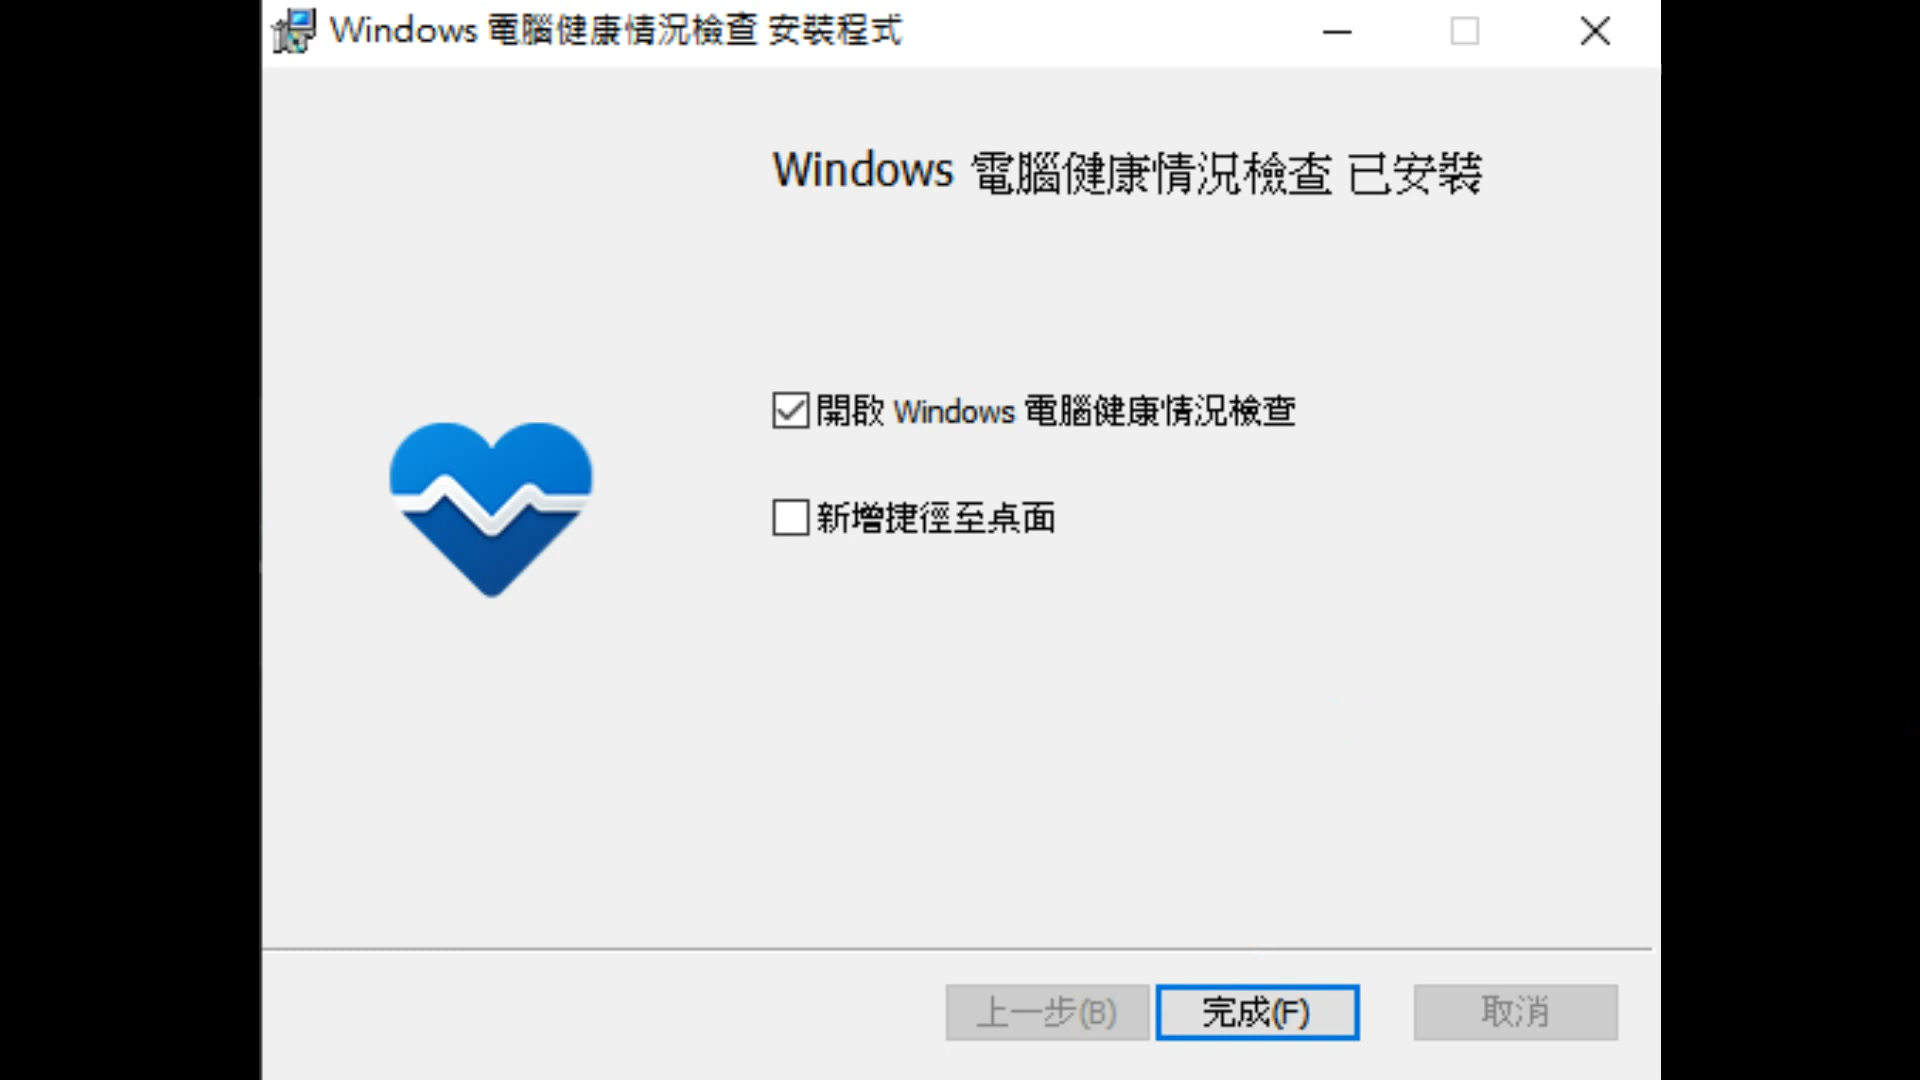 Windows 電腦健康情況檢查 安裝程式
Windows 電腦健康情況檢查 已安裝
開啟 Windows 電腦健康情況檢查
新增捷徑至桌面
上一步(B)
完成(F)
取消